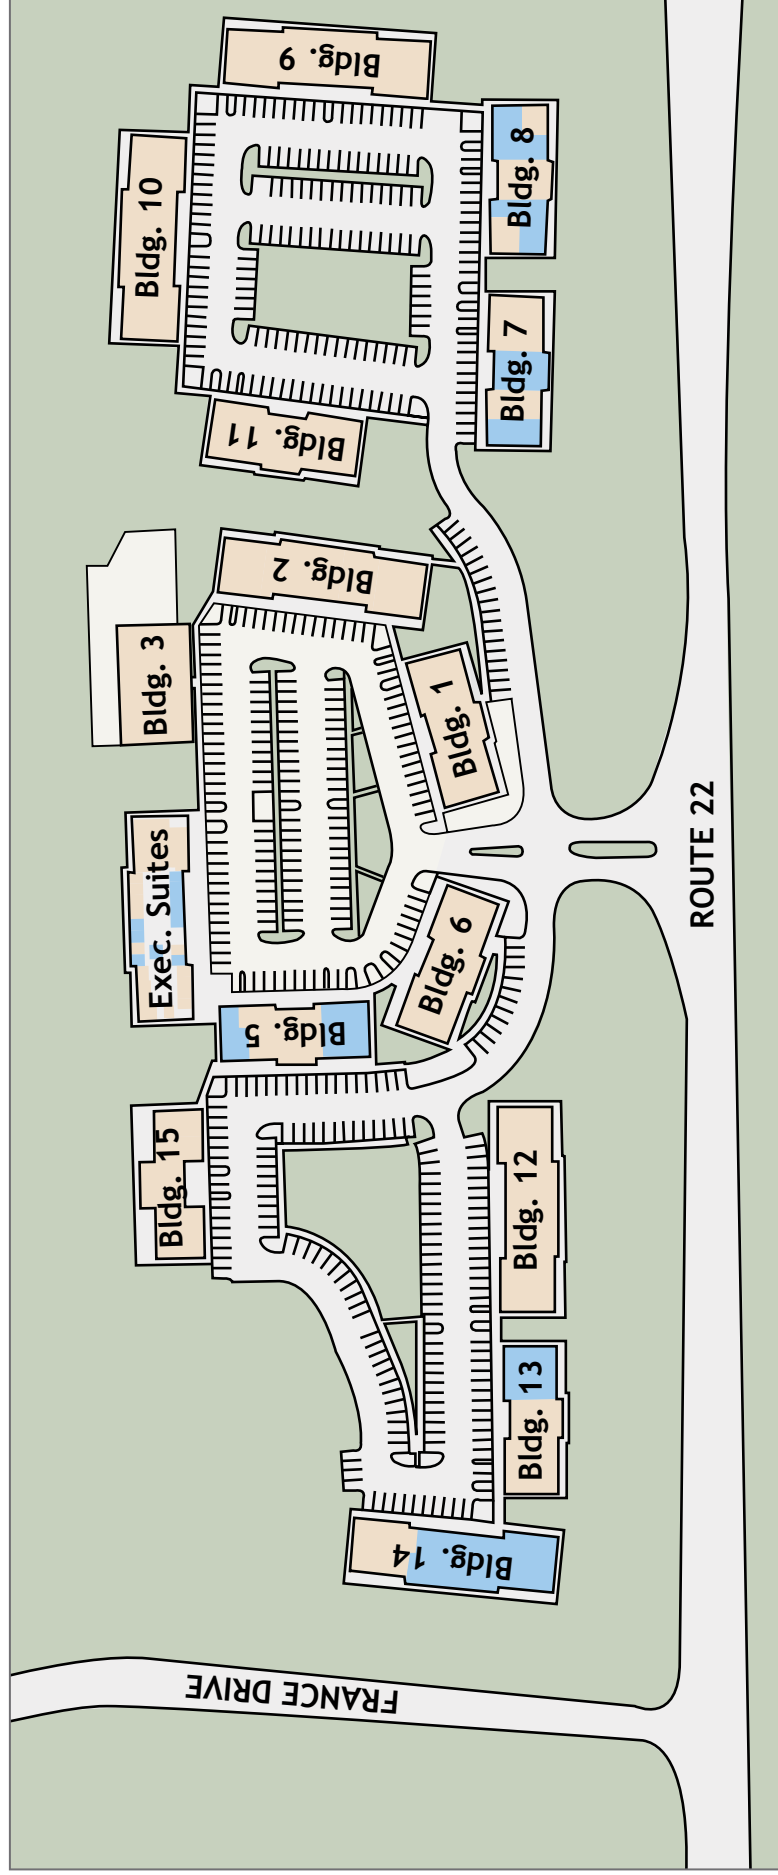 Bldg. 9
Bldg. 8
Bldg. 10
Bldg. 7
Bldg. 11
Bldg. 2
Bldg. 3
Bldg. 1
ROUTE 22
Exec. Suites
Bldg. 6
Bldg. 5
Bldg. 15
Bldg. 12
Bldg. 13
Bldg. 14
FRANCE DRIVE